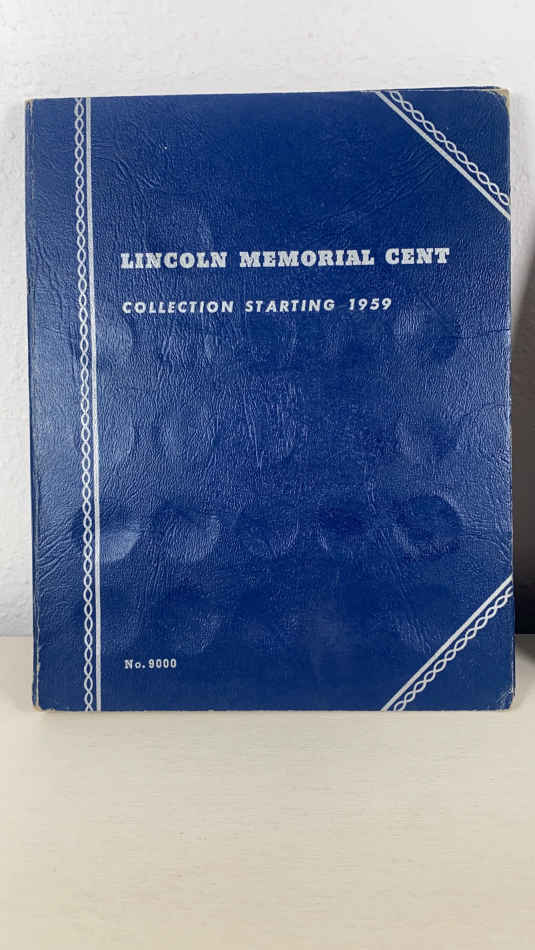 LINCOLN MEMORIAL CENT
COLLECTION STARTING 1959
No. 9000